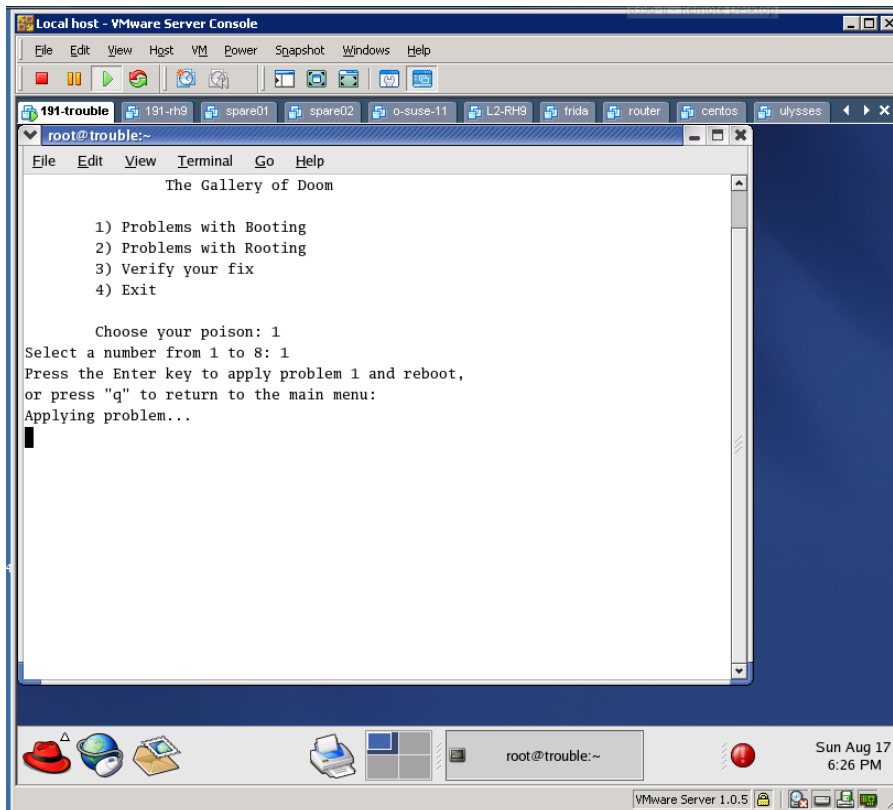 8390-II - Remote Desktop
Local host - VMware Server Console
File Edit View Host VM Power Snapshot Windows Help
191-trouble 191-rh9 spare01 spare02 o-suse-11 L2-RH9 frida router centos ulysses
root@trouble:~
File Edit View Terminal Go Help
The Gallery of Doom
1) Problems with Booting
2) Problems with Rooting
3) Verify your fix
4) Exit
Choose your poison: 1
Select a number from 1 to 8: 1
Press the Enter key to apply problem 1 and reboot,
or press "q" to return to the main menu:
Applying problem...
root@trouble:~
Sun Aug 17
6:26 PM
VMware Server 1.0.5